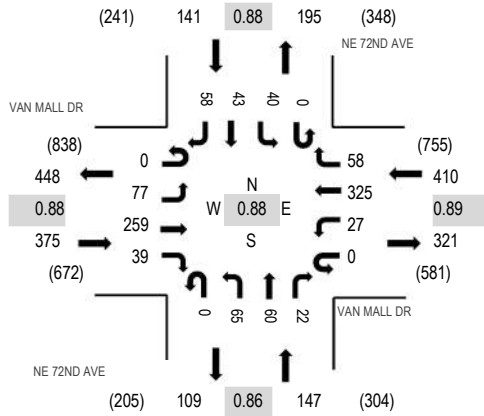 (241) 141 0.88 195 (348)
NE 72ND AVE
58 43 40 0
VAN MALL DR
(838) (755)
0 58
448 410
77 N 325
0.88 W 0.88 E 0.89
259 27
375 S 321
39 0
(672) (581)
0 65 60 22
VAN MALL DR
NE 72ND AVE
(205) 109 0.86 147 (304)